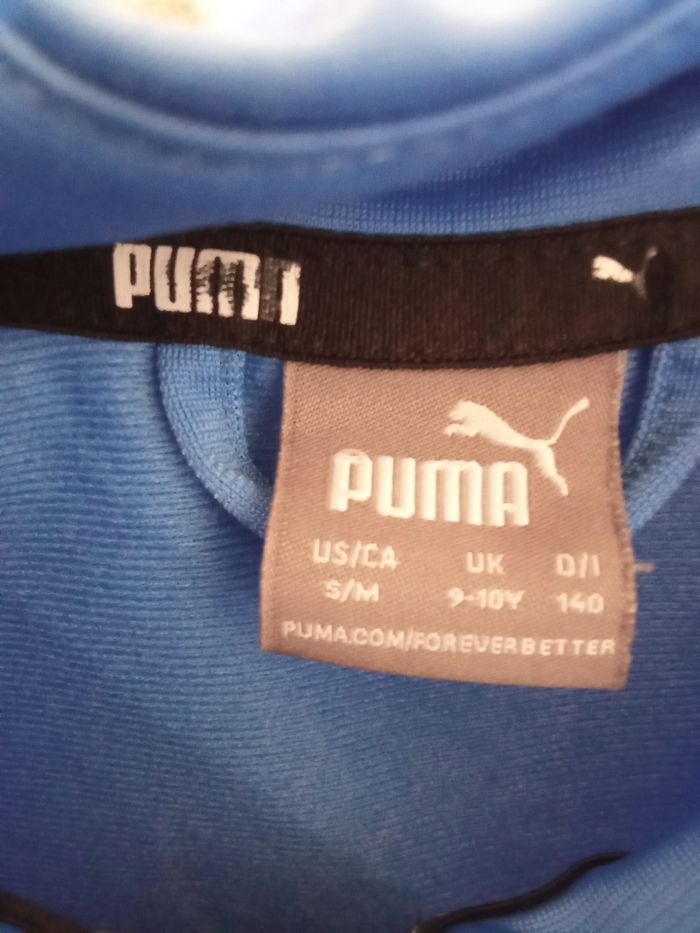 PUMA
PUMA
US/CA UK D/I
S/M 9-10Y 140
PUMA.COM/FOREVERBETTER